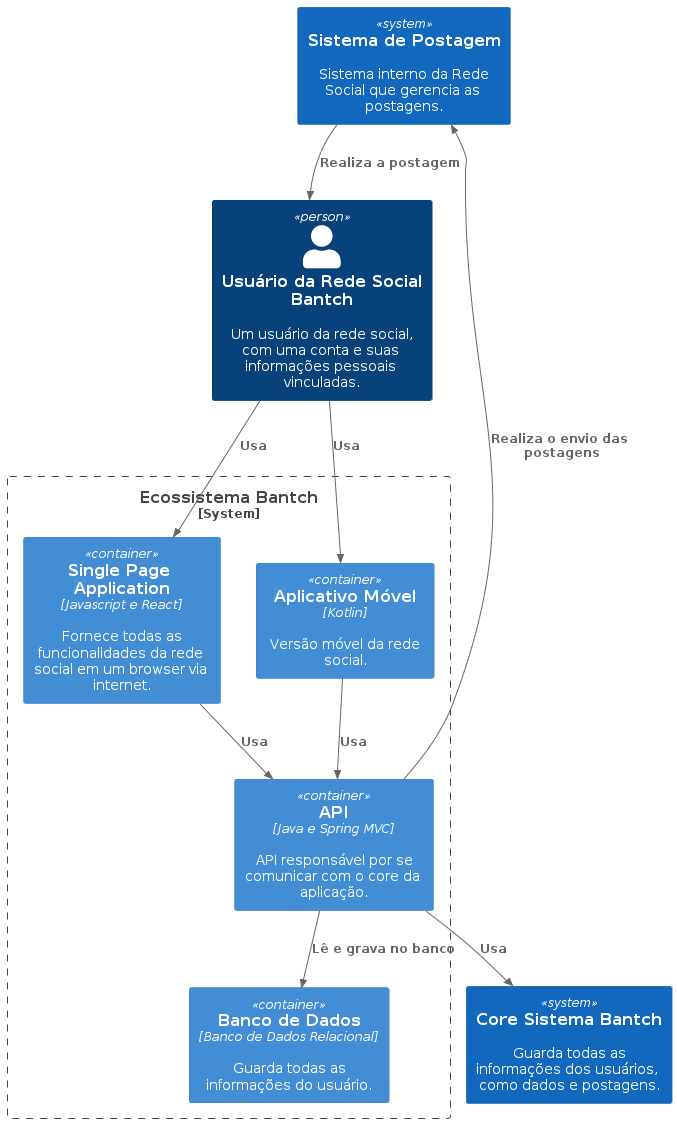 «system»
Sistema de Postagem
Sistema interno da Rede
Social que gerencia as
postagens.
Realiza a postagem
«person»
Usuário da Rede Social
Bantch
Um usuário da rede social,
com uma conta e suas
informações pessoais
vinculadas.
Realiza o envio das
postagens
Usa
Usa
Ecossistema Bantch
[System]
«container»
Single Page
Application
[Javascript e React]
Fornece todas as
funcionalidades da rede
social em um browser via
internet.
«container»
Aplicativo Móvel
[Kotlin]
Versão móvel da rede
social.
Usa
Usa
«container»
API
[Java e Spring MVC]
API responsável por se
comunicar com o core da
aplicação.
Lê e grava no banco
Usa
«container»
Banco de Dados
[Banco de Dados Relacional]
Guarda todas as
informações do usuário.
«system»
Core Sistema Bantch
Guarda todas as
informações dos usuários,
como dados e postagens.